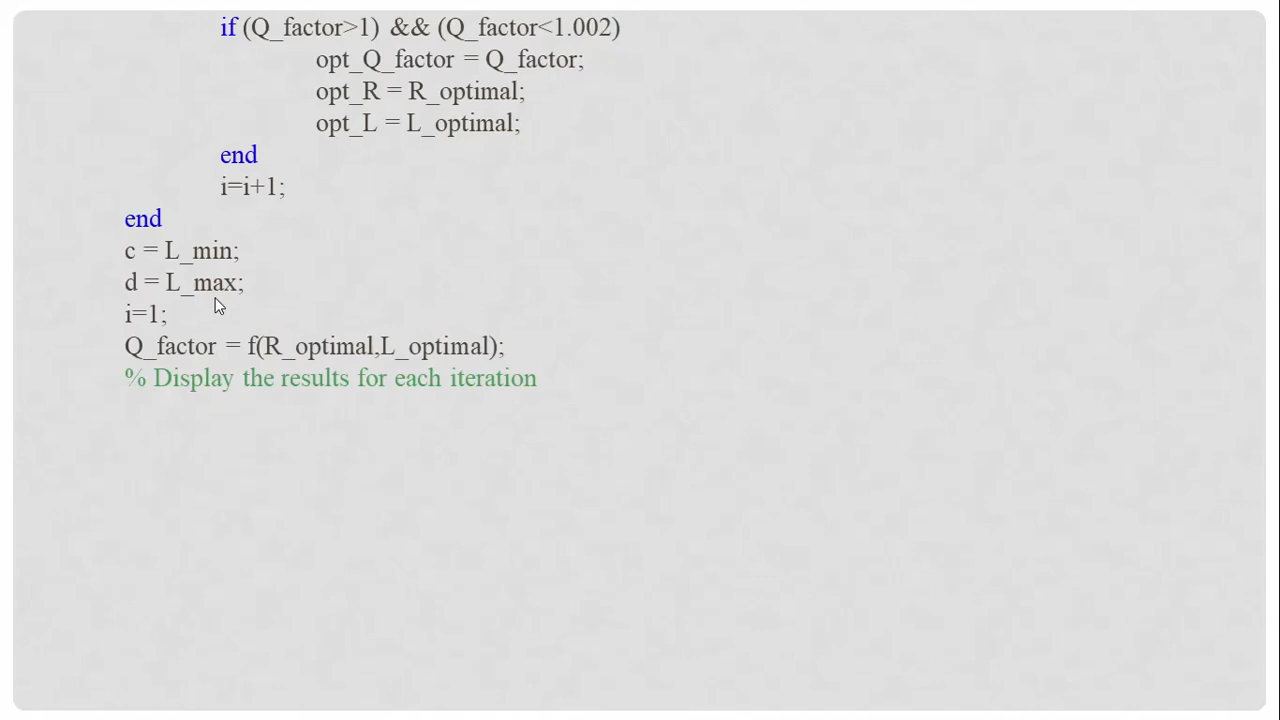 if (Q_factor>1) && (Q_factor<1.002)
opt_Q_factor = Q_factor;
opt_R = R_optimal;
opt_L = L_optimal;
end
i=i+1;
end
c = L_min;
d = L_max;
i=1;
Q_factor = f(R_optimal,L_optimal);
% Display the results for each iteration